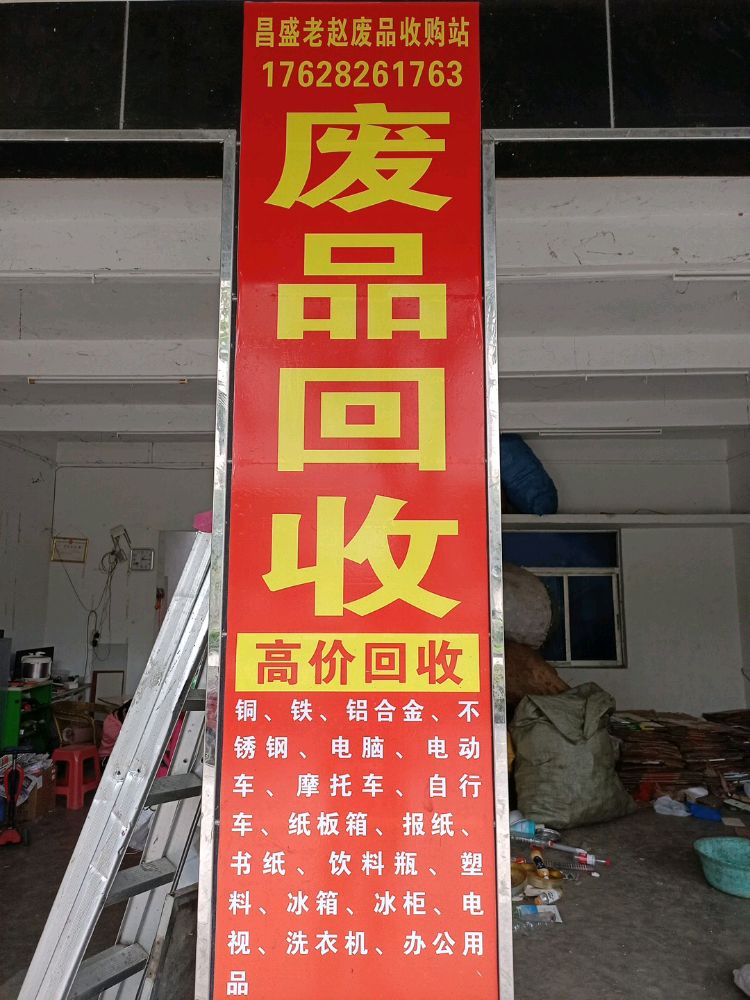 昌盛老赵废品收购站
17628261763
废
品
回
收
高价回收
铜、铁、铝合金、不
锈钢、电脑、电动
车、摩托车、自行
车、纸板箱、报纸、
书纸、饮料瓶、塑
料、冰箱、冰柜、电
视、洗衣机、办公用
品